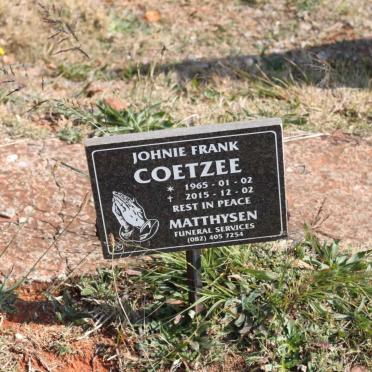 JOHNIE FRANK
COETZEE
* 1965 - 01 - 02
† 2015 - 12 - 02
REST IN PEACE
MATTHYSEN
FUNERAL SERVICES
(082) 405 7254